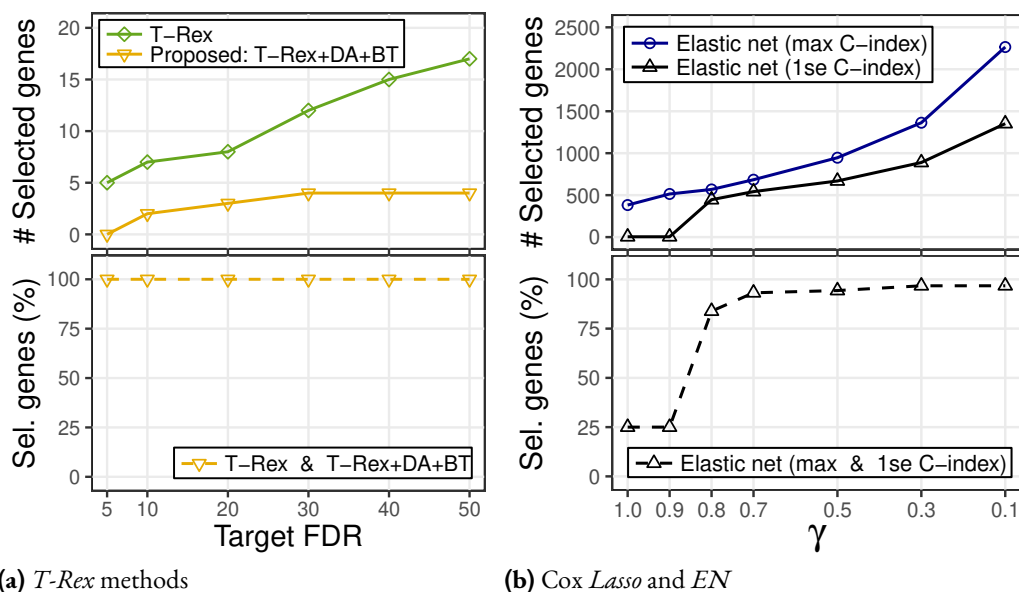 20
15
10
5
0
# Selected genes
T-Rex
Proposed: T-Rex+DA+BT
100
75
50
25
0
Sel. genes (%)
T-Rex & T-Rex+DA+BT
5 10 20 30 40 50
Target FDR
(a) T-Rex methods
2500
2000
1500
1000
500
0
# Selected genes
Elastic net (max C-index)
Elastic net (1se C-index)
100
75
50
25
0
Sel. genes (%)
Elastic net (max & 1se C-index)
1.0 0.9 0.8 0.7 0.5 0.3 0.1
γ
(b) Cox Lasso and EN